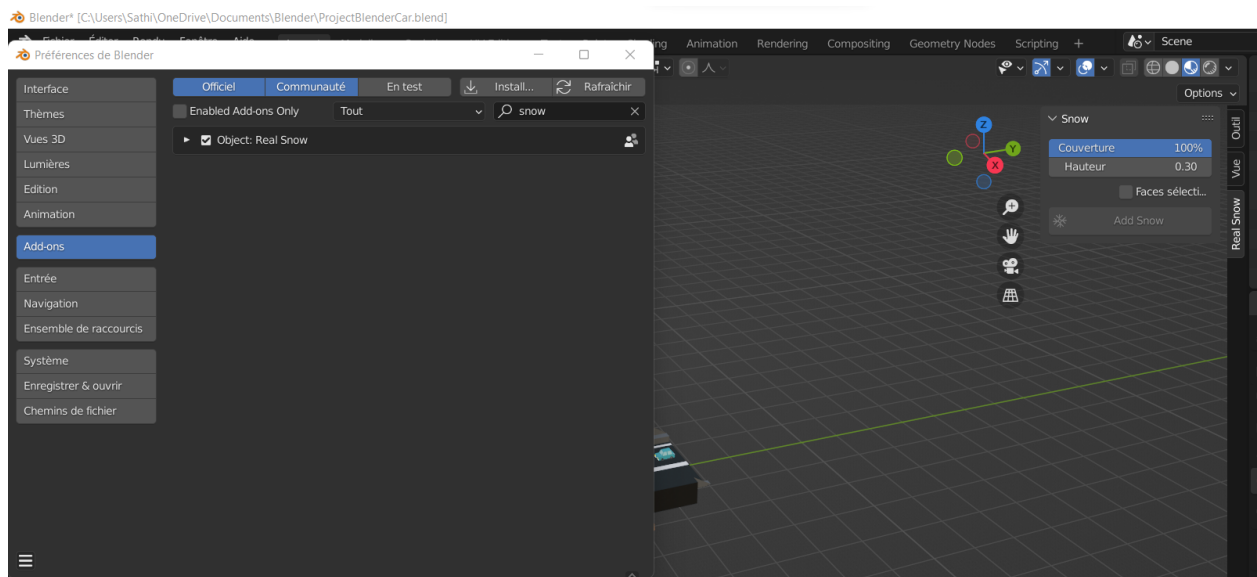 Blender* [C:\Users\Sathi\OneDrive\Documents\Blender\ProjectBlenderCar.blend]
Animation Rendering Compositing Geometry Nodes Scripting + Scene
Préférences de Blender
Options
Interface
Thèmes
Vues 3D
Lumières
Edition
Animation
Add-ons
Entrée
Navigation
Ensemble de raccourcis
Système
Enregistrer & ouvrir
Chemins de fichier
Officiel Communauté En test Install... Rafraîchir
Enabled Add-ons Only Tout snow
Object: Real Snow
Z
Y
X
Snow
Couverture 100%
Hauteur 0.30
Faces sélecti...
Add Snow
Outil
Vue
Real Snow